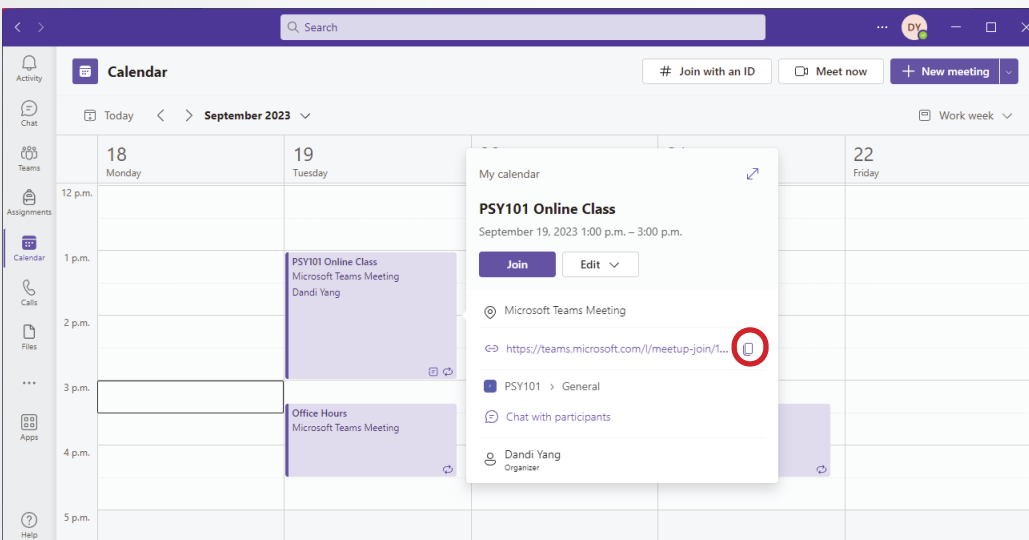 Search
DY
Activity
Chat
Teams
Assignments
Calendar
Calls
Files
Apps
Help
Calendar
# Join with an ID
Meet now
+ New meeting
Today
September 2023
Work week
18
Monday
19
Tuesday
22
Friday
12 p.m.
1 p.m.
2 p.m.
3 p.m.
4 p.m.
5 p.m.
PSY101 Online Class
Microsoft Teams Meeting
Dandi Yang
Office Hours
Microsoft Teams Meeting
My calendar
PSY101 Online Class
September 19, 2023 1:00 p.m. – 3:00 p.m.
Join
Edit
Microsoft Teams Meeting
https://teams.microsoft.com/l/meetup-join/1...
PSY101 > General
Chat with participants
Dandi Yang
Organizer